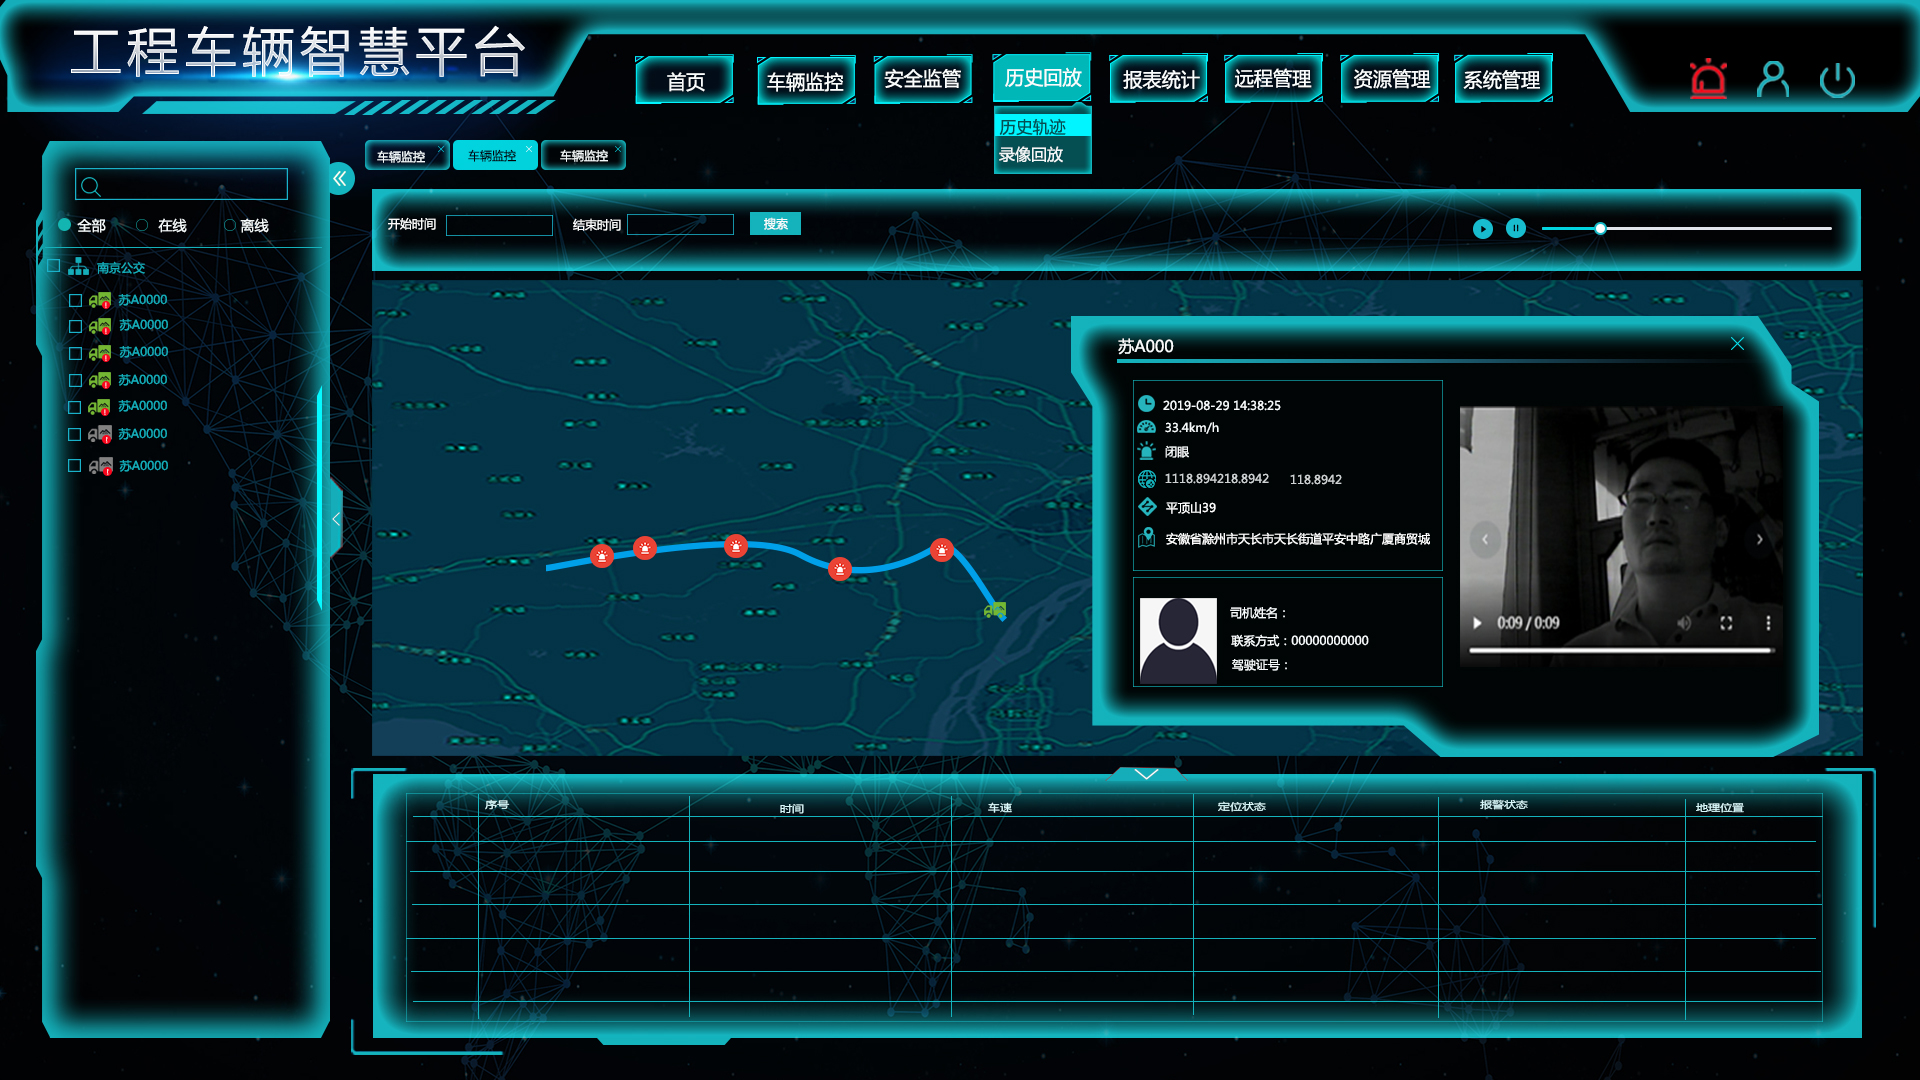 工程车辆智慧平台
首页
车辆监控
安全监管
历史回放
报表统计
远程管理
资源管理
系统管理
历史轨迹
录像回放
车辆监控
车辆监控
车辆监控
全部
在线
离线
开始时间
结束时间
搜索
南京公交
苏A0000
苏A0000
苏A0000
苏A0000
苏A0000
苏A0000
苏A0000
苏A000
2019-08-29 14:38:25
33.4km/h
闭眼
1118.894218.8942 118.8942
平顶山39
安徽省滁州市天长市天长街道平安中路广厦商贸城
司机姓名：
联系方式：00000000000
驾驶证号：
0:09 / 0:09
序号
时间
车速
定位状态
报警状态
地理位置